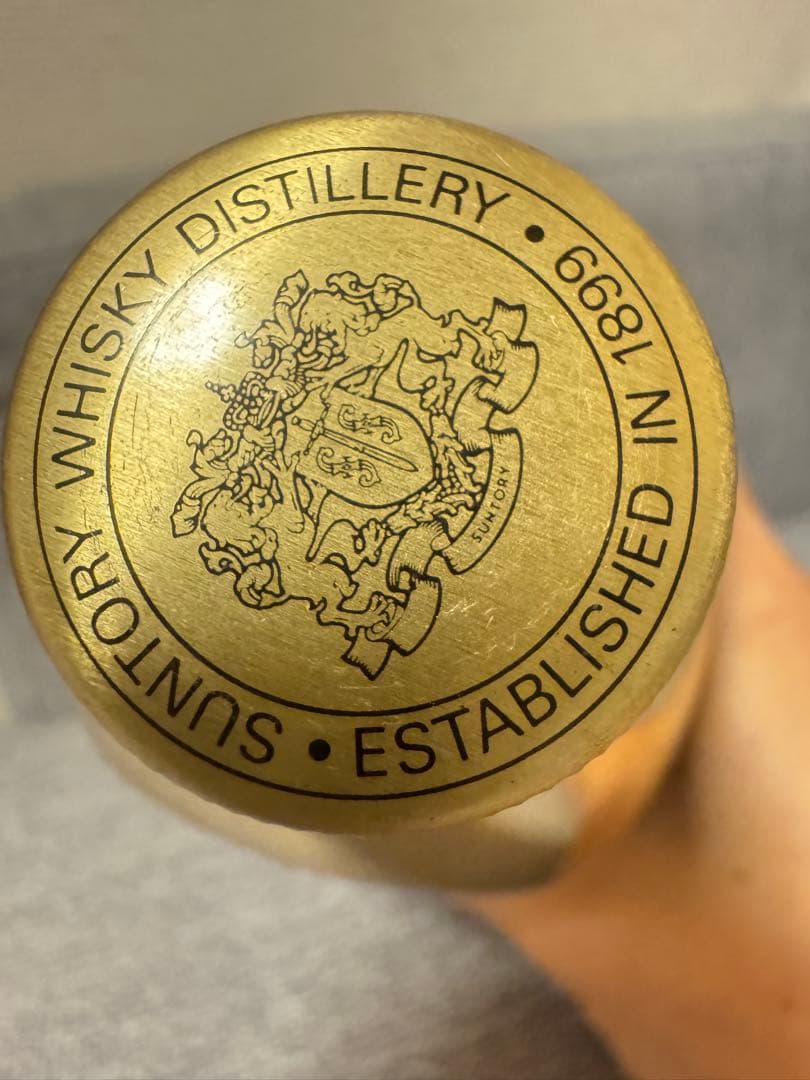 SUNTORY WHISKY DISTILLERY •
ESTABLISHED IN 1899 •
SUNTORY